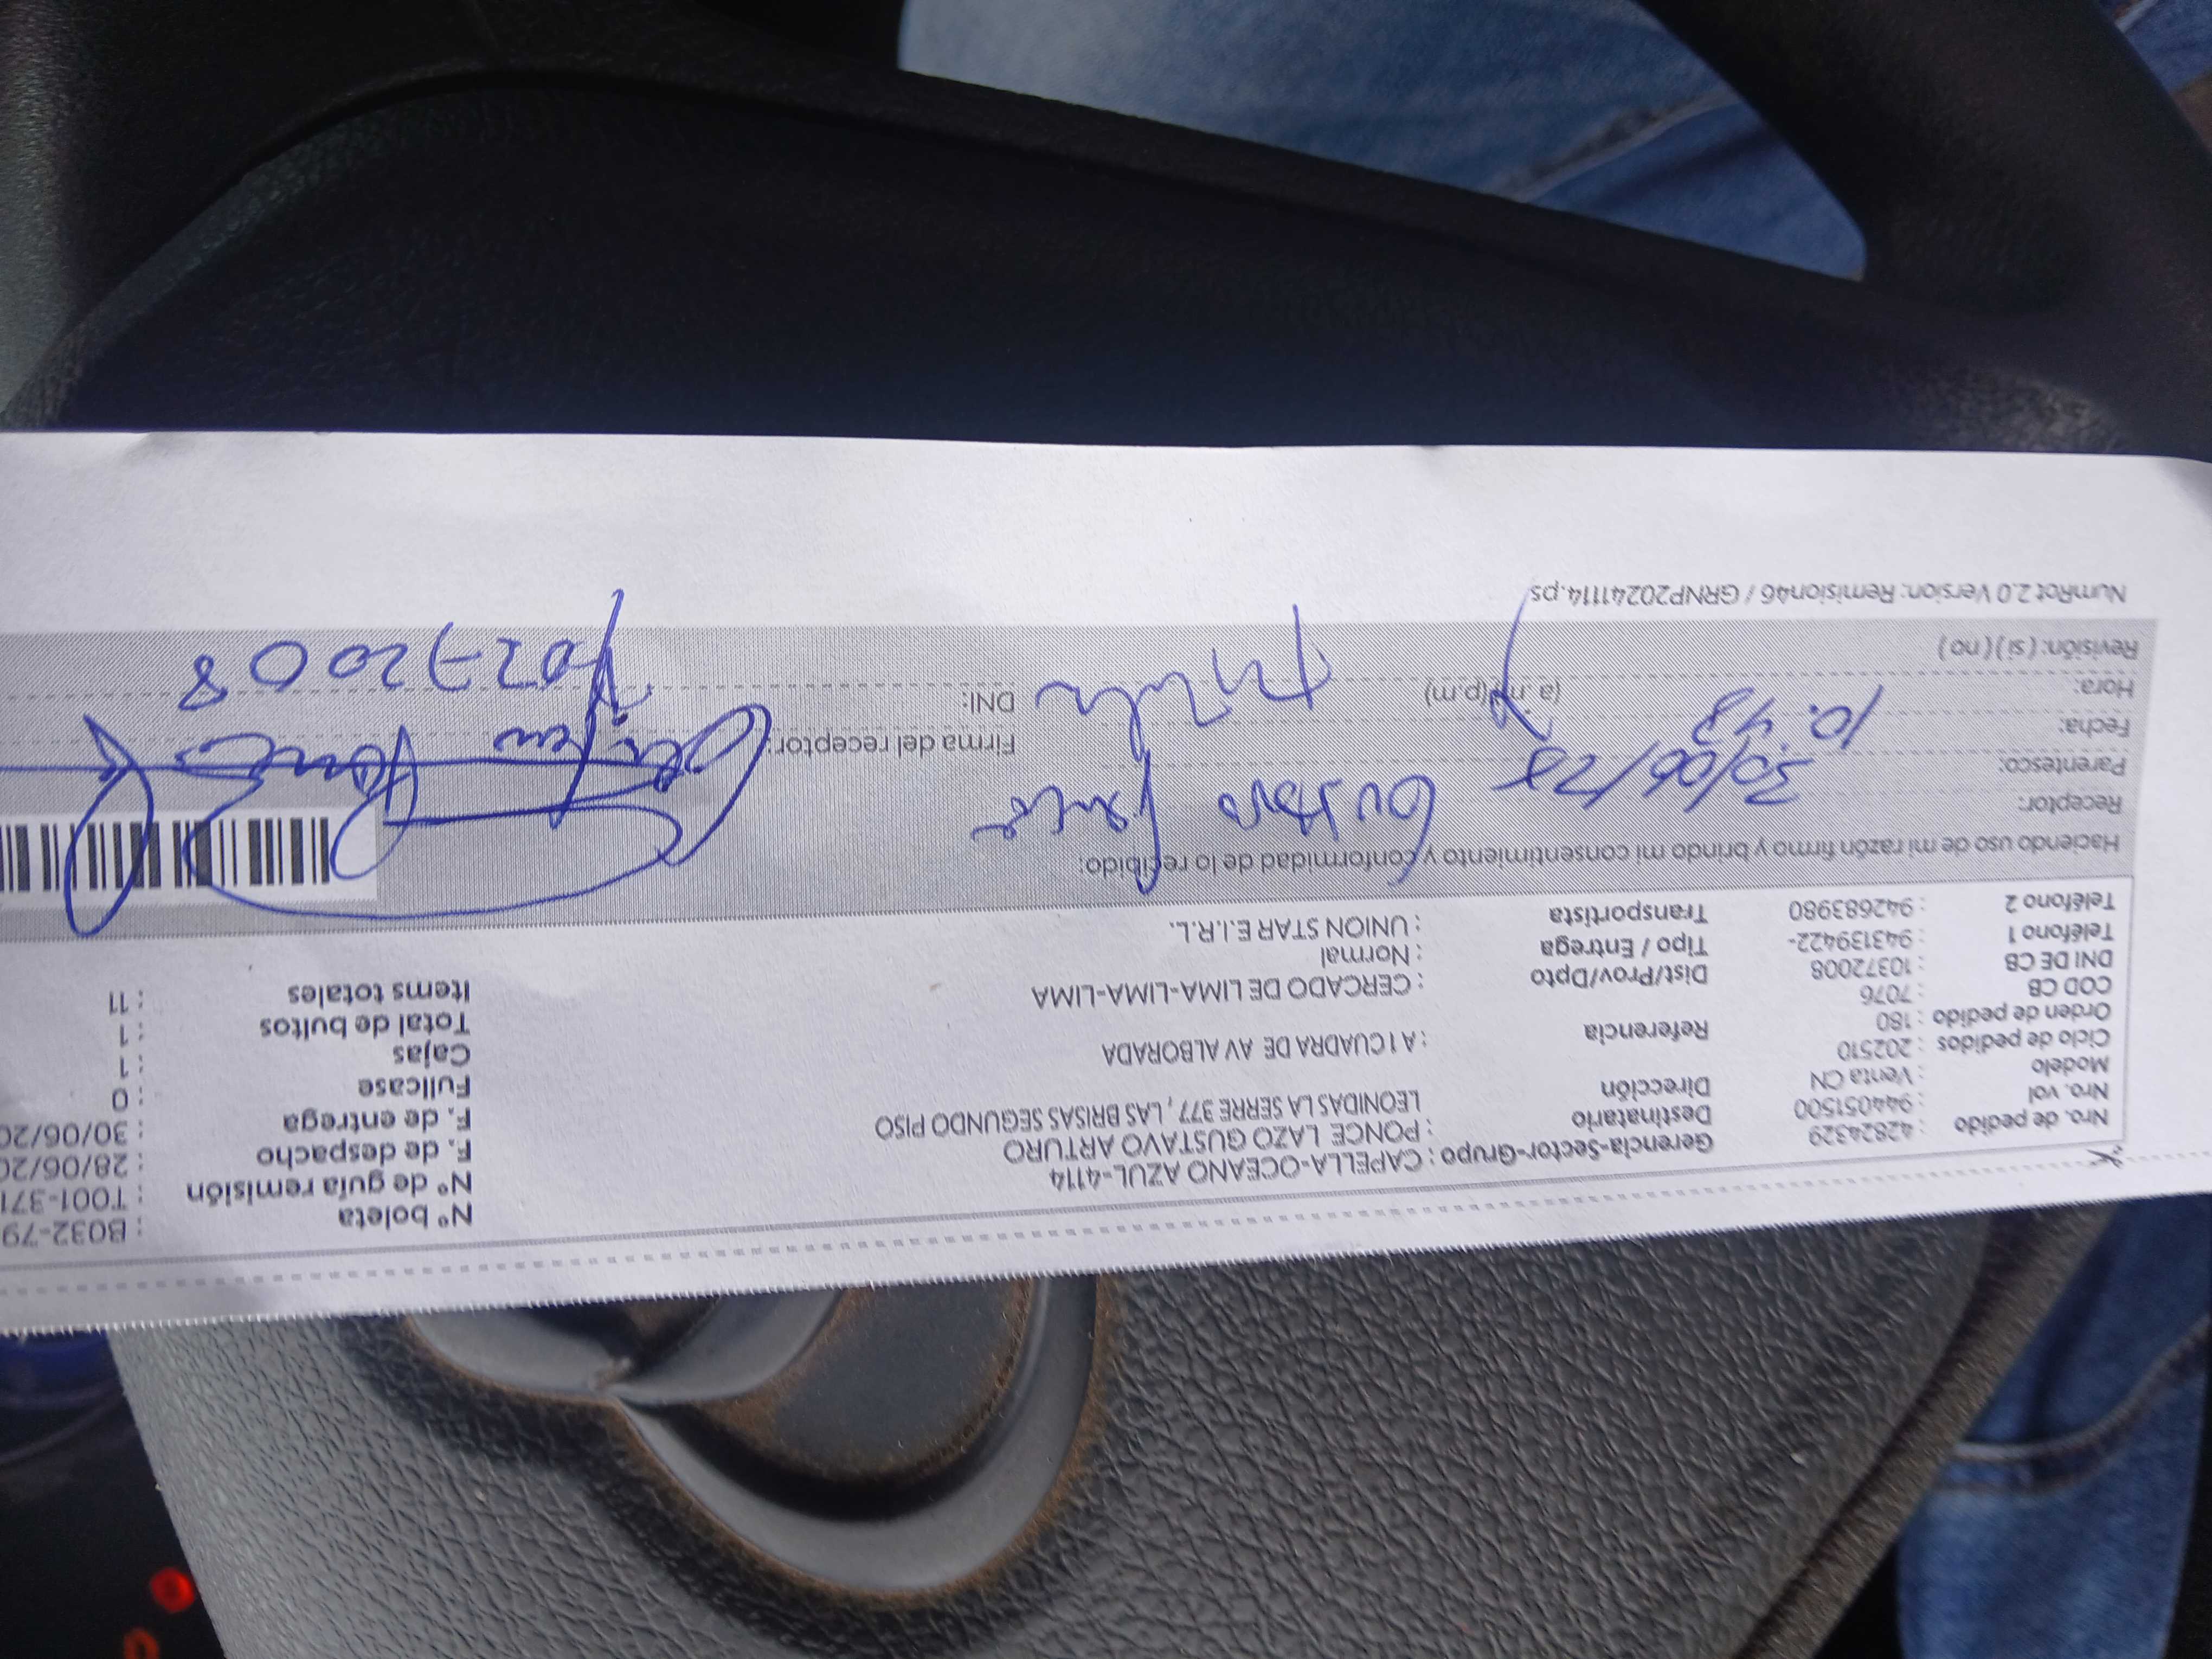 Nº boleta : B032-79
Gerencia-Sector-Grupo : CAPELLA-OCEANO AZUL-4114 Nº de guía remisión : T001-371
Nro. de pedido : 42824329 Destinatario : PONCE LAZO GUSTAVO ARTURO F. de despacho : 28/06/20
Nro. vol : 944051500 Dirección LEONIDAS LA SERRE 377 , LAS BRISAS SEGUNDO PISO F. de entrega : 30/06/20
Modelo : Venta CN Fullcase : 0
Ciclo de pedidos : 202510 Referencia : A 1 CUADRA DE AV ALBORADA Cajas : 1
Orden de pedido : 180 Total de bultos : 1
COD CB : 7076 Dist/Prov/Dpto : CERCADO DE LIMA-LIMA-LIMA Items totales : 11
DNI DE CB : 10372008 Tipo / Entrega : Normal
Teléfono 1 : 943139422- Transportista : UNION STAR E.I.R.L.
Teléfono 2 : 942683980
Haciendo uso de mi razón firmo y brindo mi consentimiento y conformidad de lo recibido:
Receptor: Gustavo Ponce
Parentesco: Titular
Fecha: 30/06/25 Firma del receptor:
Hora: 10.48 (a.m)(p.m) DNI:
Revisión: ( si ) ( no )
NumRot 2.0 Version: Remision46 / GRNP20241114.ps